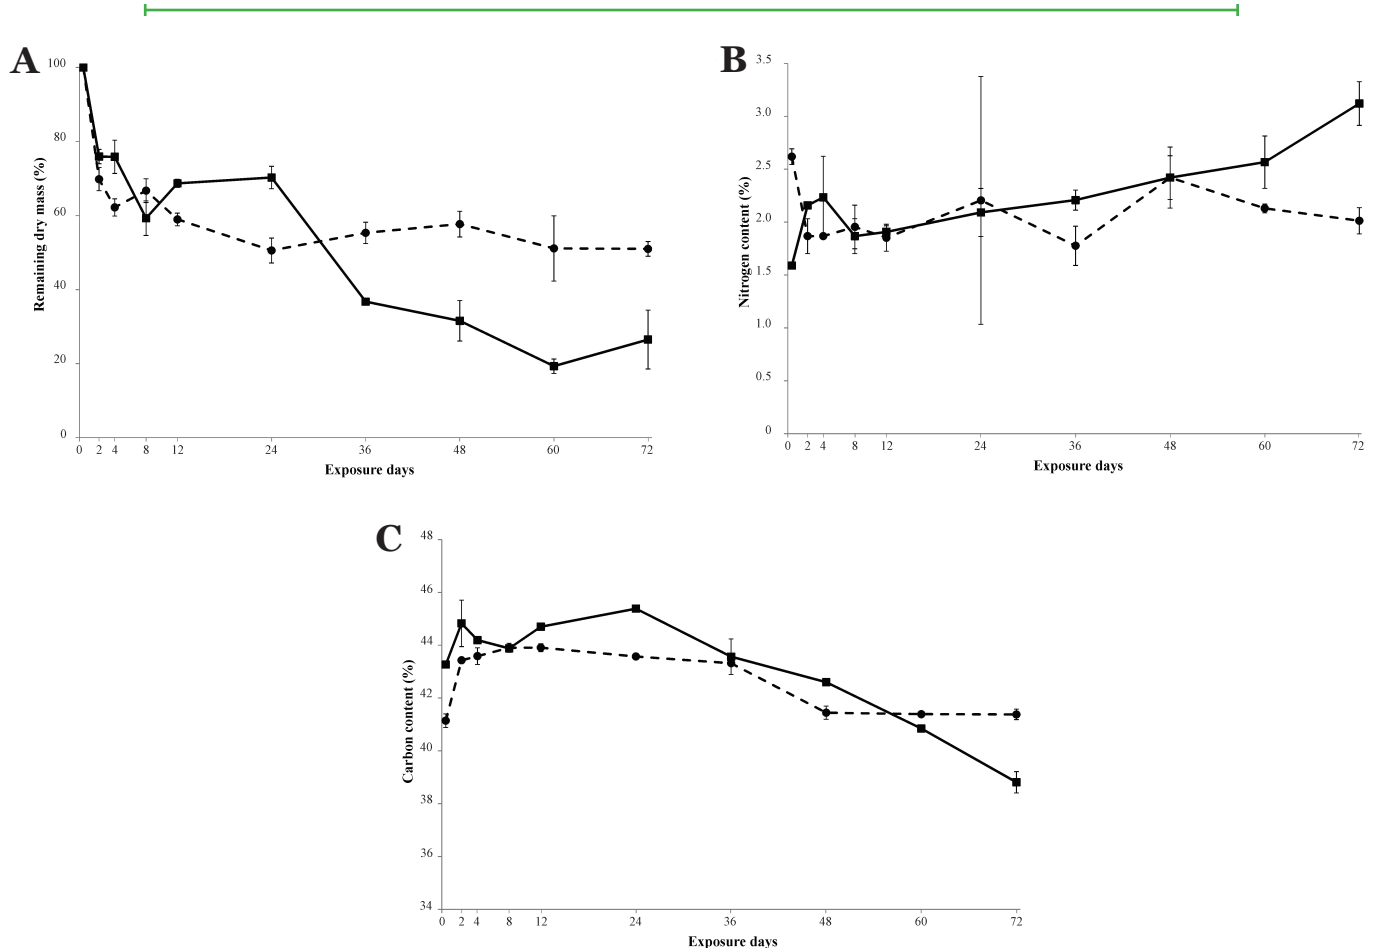 A
100
80
60
40
20
0
Remaining dry mass (%)
0 2 4 8 12 24 36 48 60 72
Exposure days
B
3.5
3.0
2.5
2.0
1.5
1.0
0.5
0
Nitrogen content (%)
0 2 4 8 12 24 36 48 60 72
Exposure days
C
48
46
44
42
40
38
36
34
Carbon content (%)
0 2 4 8 12 24 36 48 60 72
Exposure days